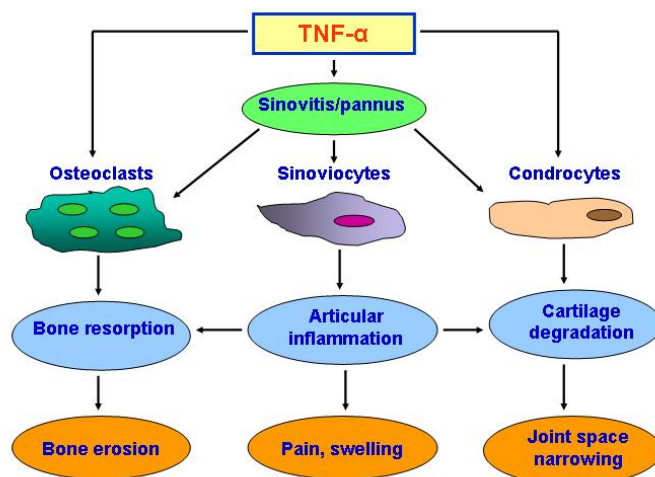 TNF-α
Sinovitis/pannus
Osteoclasts
Sinoviocytes
Condrocytes
Bone resorption
Articular
inflammation
Cartilage
degradation
Bone erosion
Pain, swelling
Joint space
narrowing